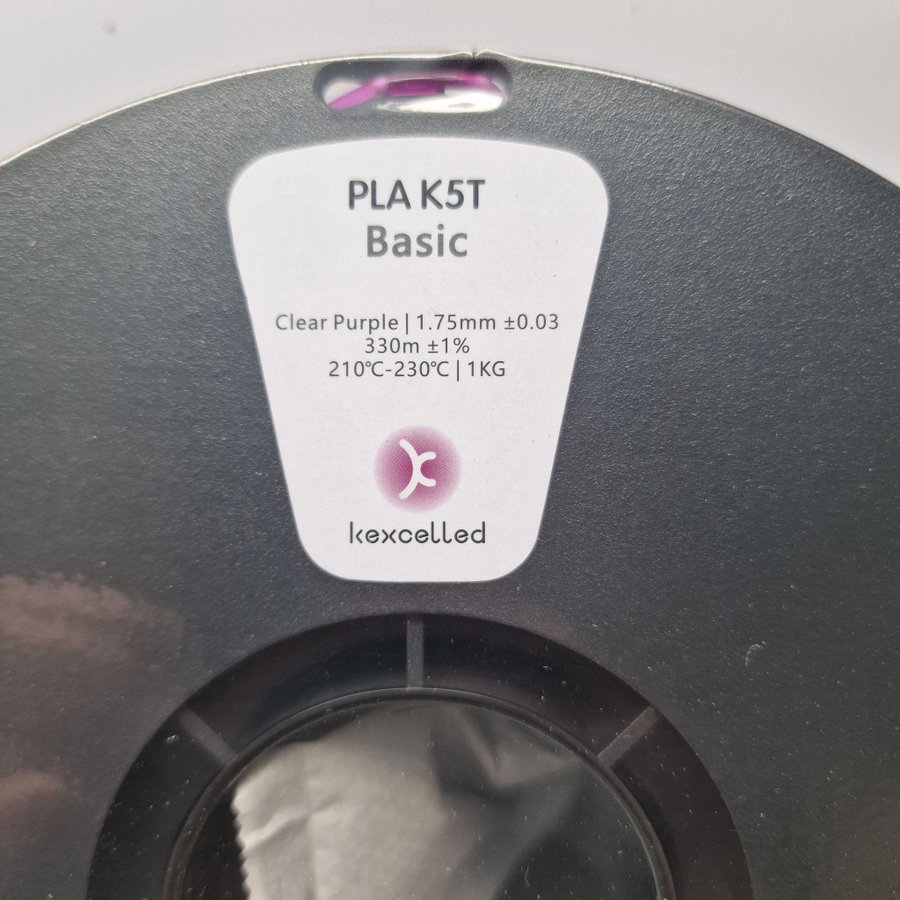 PLA K5T
Basic
Clear Purple | 1.75mm ±0.03
330m ±1%
210℃-230℃ | 1KG
kexcelled